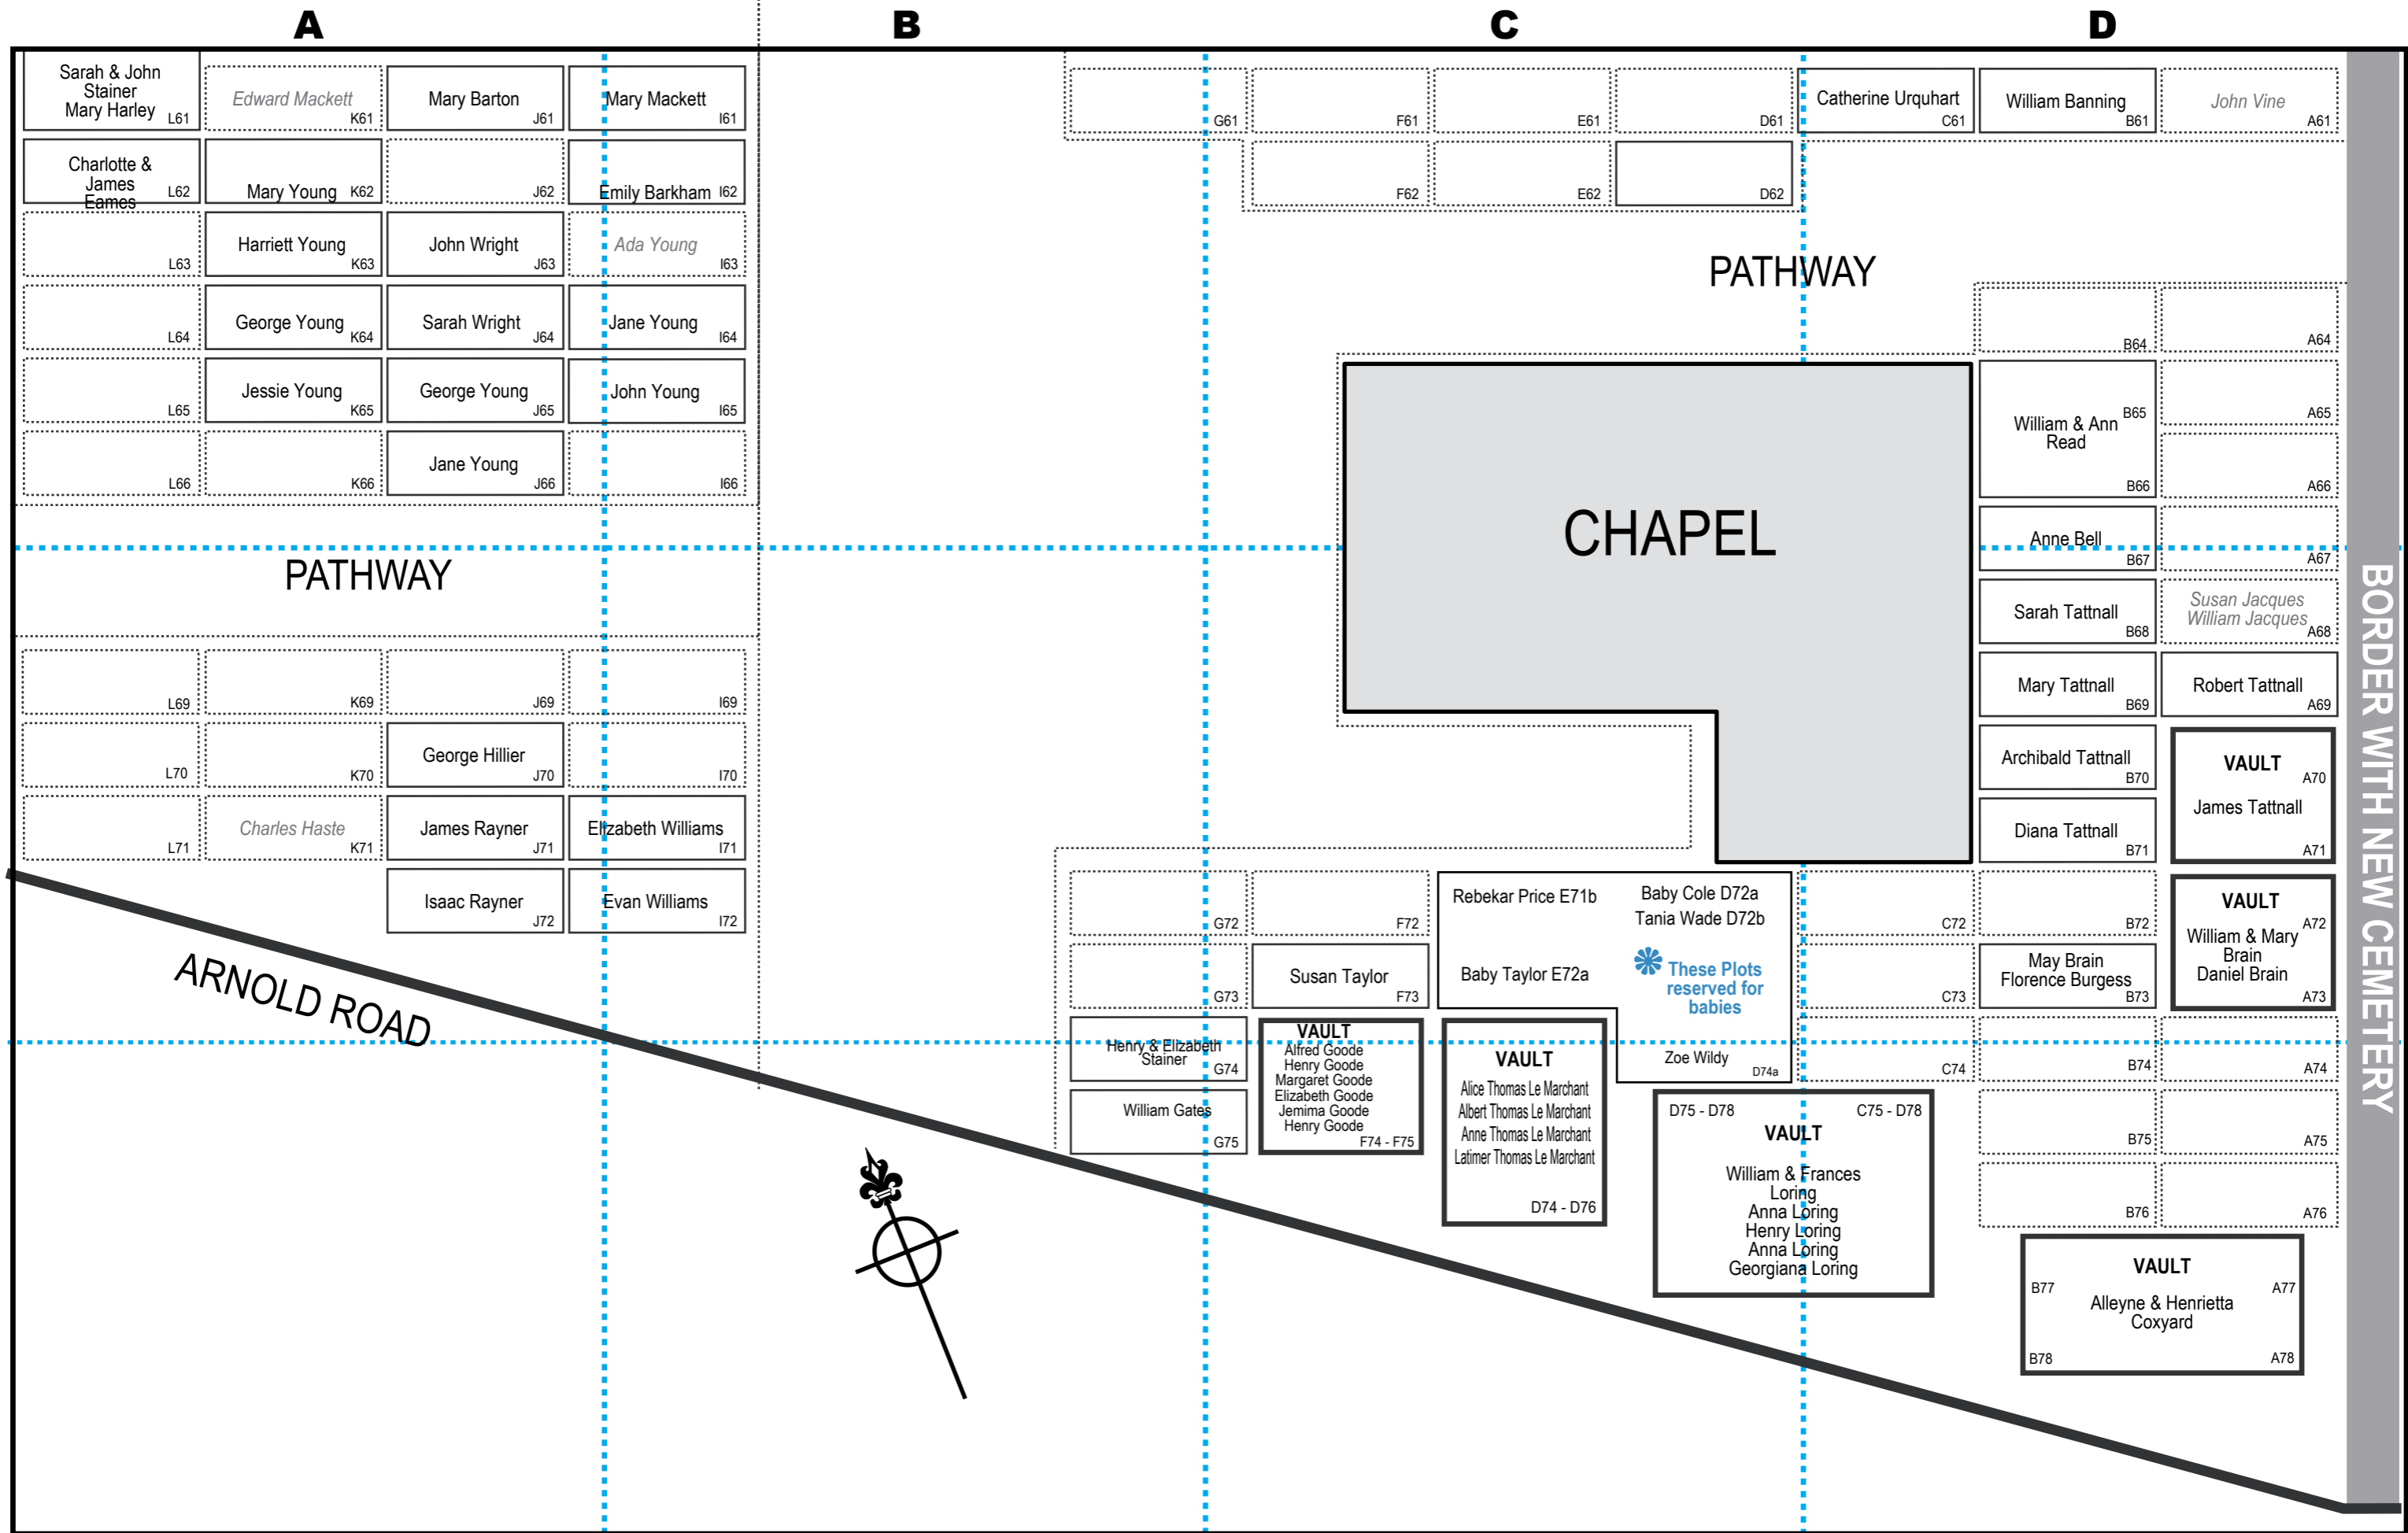 A
B
C
D
Sarah & John
Stainer
Mary Harley L61
Edward Mackett
K61
Mary Barton
J61
Mary Mackett
I61
G61
F61
E61
D61
Catherine Urquhart
C61
William Banning
B61
John Vine
A61
Charlotte &
James L62
Eames
Mary Young K62
J62
Emily Barkham I62
F62
E62
D62
L63
Harriett Young
K63
John Wright
J63
Ada Young
I63
PATHWAY
L64
George Young
K64
Sarah Wright
J64
Jane Young
I64
B64
A64
L65
Jessie Young
K65
George Young
J65
John Young
I65
B65
William & Ann
Read
B66
A65
L66
K66
Jane Young
J66
I66
A66
CHAPEL
Anne Bell
B67
A67
PATHWAY
Sarah Tattnall
B68
Susan Jacques
William Jacques
A68
L69
K69
J69
I69
Mary Tattnall
B69
Robert Tattnall
A69
L70
K70
George Hillier
J70
I70
Archibald Tattnall
B70
VAULT A70
James Tattnall
A71
L71
Charles Haste
K71
James Rayner
J71
Elizabeth Williams
I71
Diana Tattnall
B71
Isaac Rayner
J72
Evan Williams
I72
G72
F72
Rebekar Price E71b
Baby Cole D72a
Tania Wade D72b
Baby Taylor E72a
These Plots
reserved for
babies
Zoe Wildy
D74a
C72
B72
VAULT
A72
William & Mary
Brain
Daniel Brain
A73
G73
Susan Taylor
F73
C73
May Brain
Florence Burgess
B73
ARNOLD ROAD
Henry & Elizabeth
Stainer
G74
VAULT
Alfred Goode
Henry Goode
Margaret Goode
Elizabeth Goode
Jemima Goode
Henry Goode
F74 - F75
VAULT
Alice Thomas Le Marchant
Albert Thomas Le Marchant
Anne Thomas Le Marchant
Latimer Thomas Le Marchant
D74 - D76
C74
B74
A74
William Gates
G75
D75 - D78
C75 - D78
VAULT
William & Frances
Loring
Anna Loring
Henry Loring
Anna Loring
Georgiana Loring
B75
A75
B76
A76
VAULT
B77
A77
Alleyne & Henrietta
Coxyard
B78
A78
BORDER WITH NEW CEMETERY